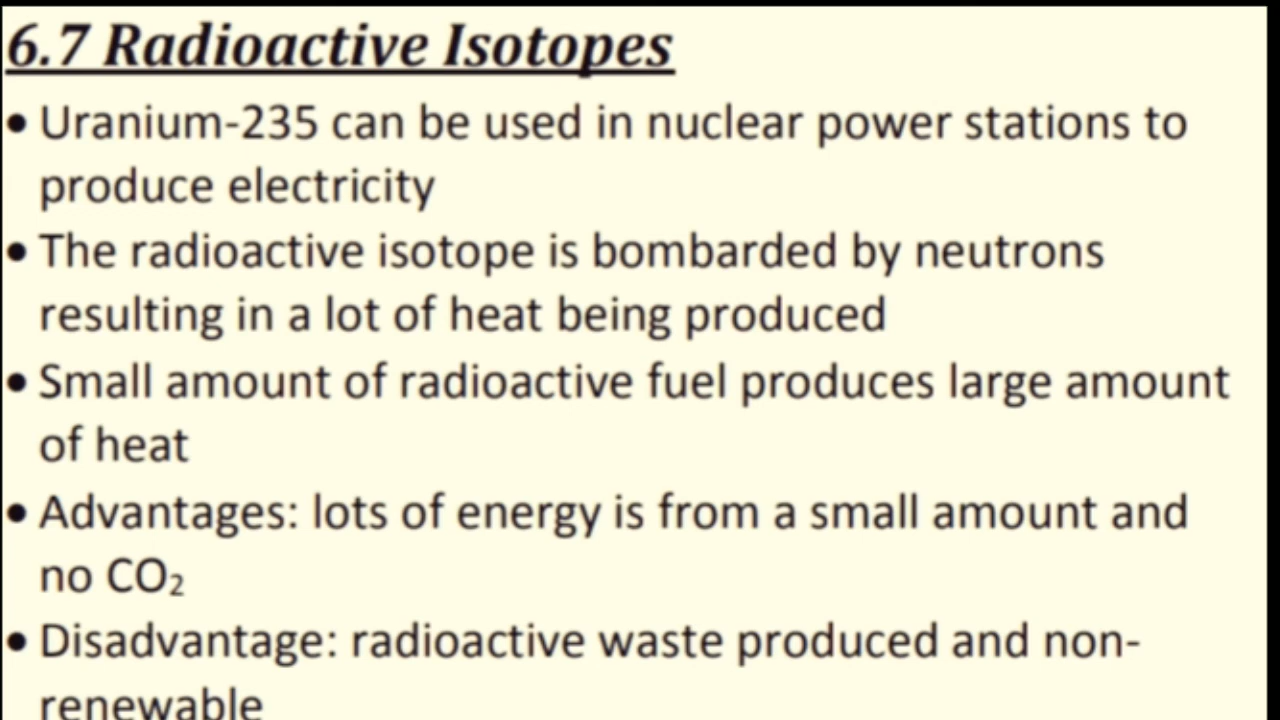 6.7 Radioactive Isotopes
• Uranium-235 can be used in nuclear power stations to
produce electricity
• The radioactive isotope is bombarded by neutrons
resulting in a lot of heat being produced
• Small amount of radioactive fuel produces large amount
of heat
• Advantages: lots of energy is from a small amount and
no CO₂
• Disadvantage: radioactive waste produced and non-
renewable